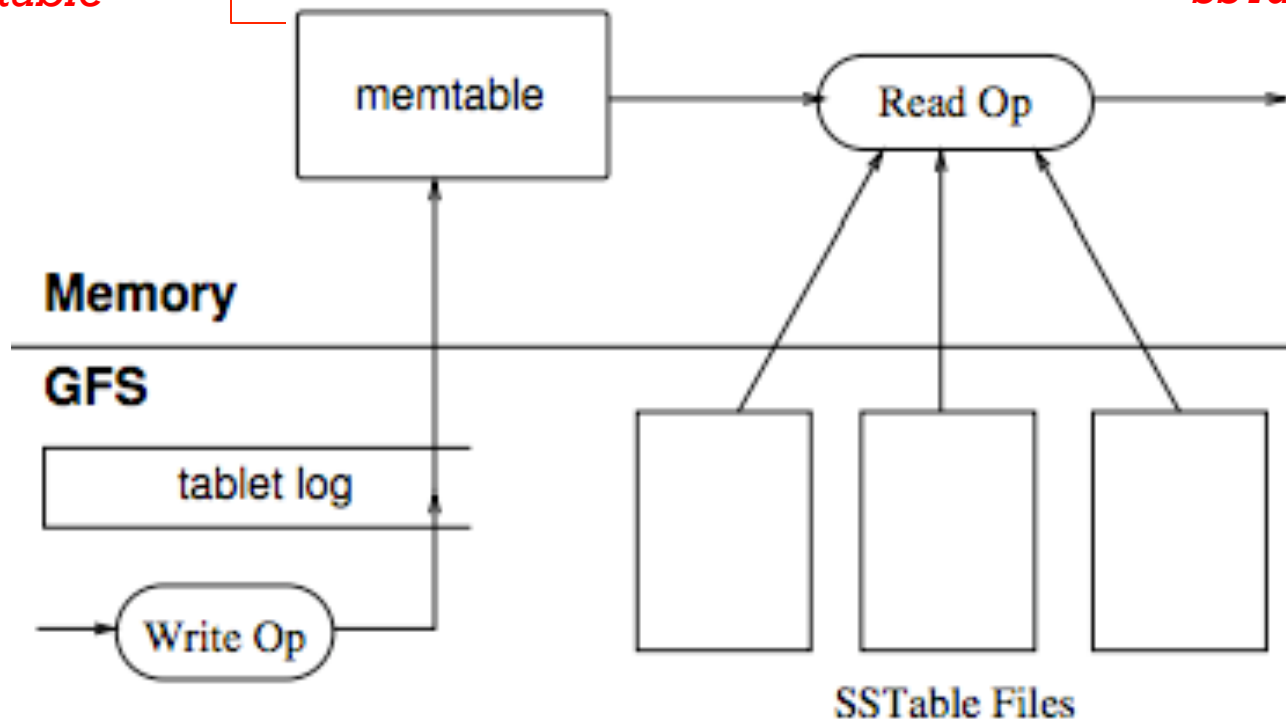 memtable
Read Op
Memory
GFS
tablet log
Write Op
SSTable Files